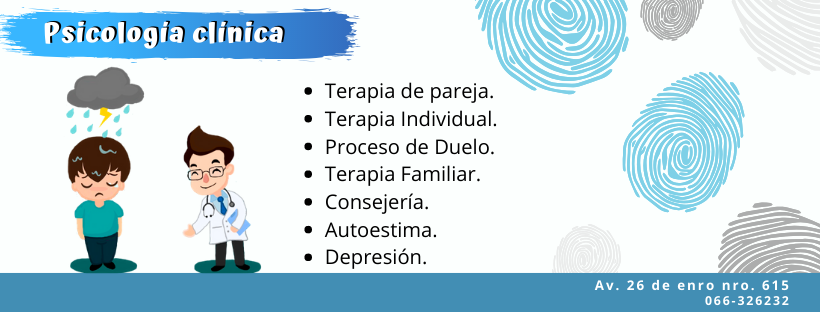 Psicología clínica
• Terapia de pareja.
• Terapia Individual.
• Proceso de Duelo.
• Terapia Familiar.
• Consejería.
• Autoestima.
• Depresión.
Av. 26 de enro nro. 615
066-326232